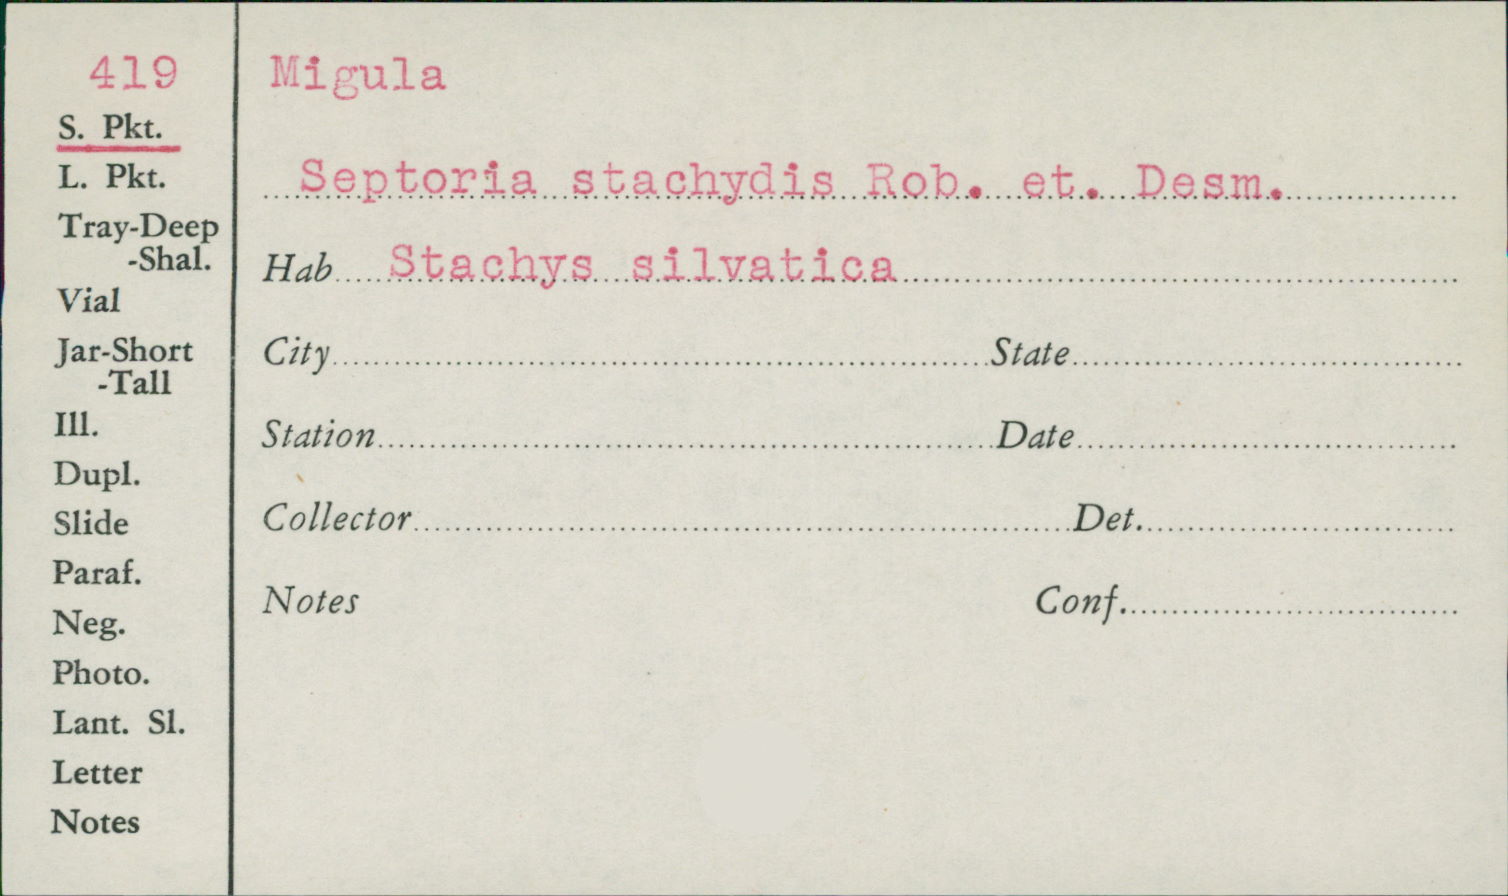 419
S. Pkt.
L. Pkt.
Tray-Deep
-Shal.
Vial
Jar-Short
-Tall
Ill.
Dupl.
Slide
Paraf.
Neg.
Photo.
Lant. Sl.
Letter
Notes
Migula
Septoria stachydis Rob. et. Desm.
Hab Stachys silvatica
City State
Station Date
Collector Det.
Notes Conf.